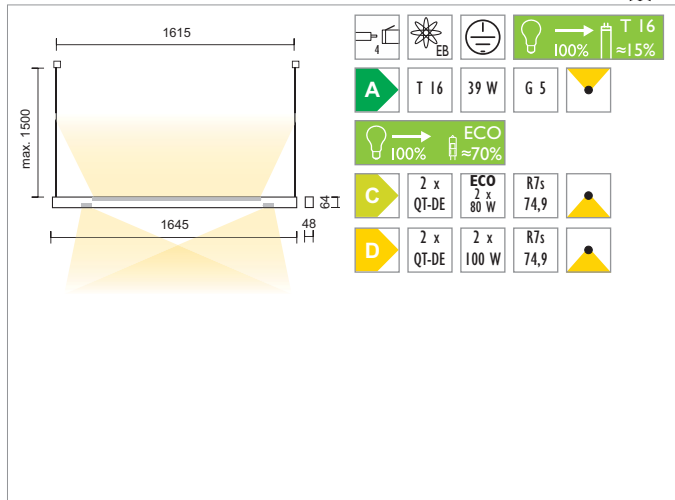 1615
max. 1500
64
1645
48
4
EB
100%
T 16
≈15%
A
T 16
39 W
G 5
100%
ECO
≈70%
C
2 x
QT-DE
ECO
2 x
80 W
R7s
74,9
D
2 x
QT-DE
2 x
100 W
R7s
74,9